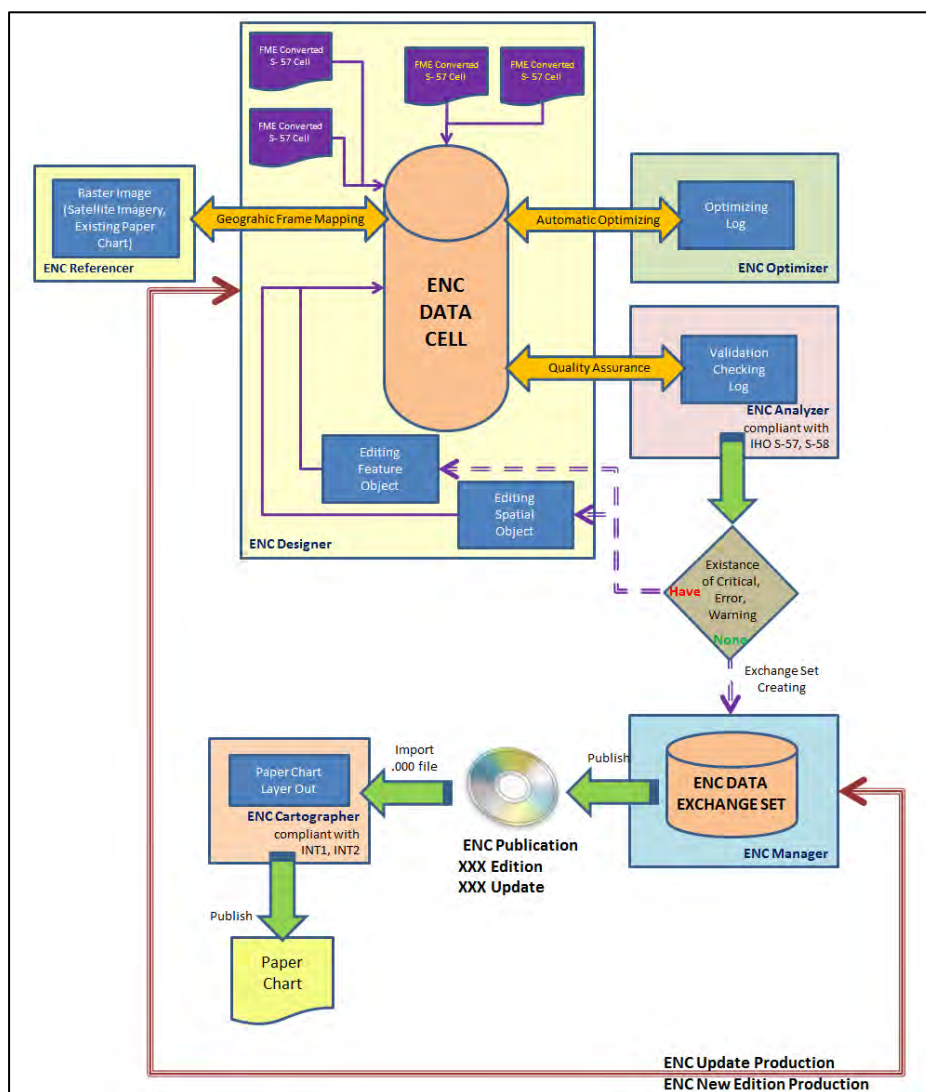 FME Converted
S- 57 Cell
FME Converted
S- 57 Cell
FME Converted
S- 57 Cell
FME Converted
S- 57 Cell
Raster Image
(Satellite Imagery,
Existing Paper
Chart)
ENC Referencer
Geograhic Frame Mapping
ENC
DATA
CELL
Automatic Optimizing
Optimizing
Log
ENC Optimizer
Quality Assurance
Validation
Checking
Log
ENC Analyzer
compliant with
IHO S-57, S-58
Editing
Feature
Object
Editing
Spatial
Object
ENC Designer
Existance
of Critical,
Error,
Warning
Have
None
Exchange Set
Creating
ENC DATA
EXCHANGE SET
ENC Manager
Publish
ENC Publication
XXX Edition
XXX Update
Import
.000 file
Paper Chart
Layer Out
ENC Cartographer
compliant with
INT1, INT2
Publish
Paper
Chart
ENC Update Production
ENC New Edition Production